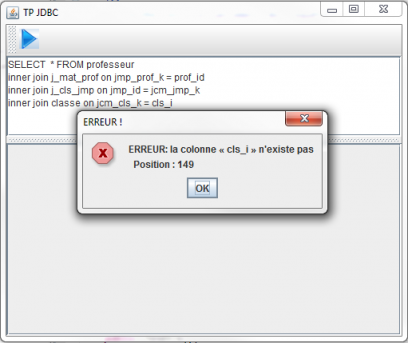 TP JDBC
SELECT * FROM professeur
inner join j_mat_prof on jmp_prof_k = prof_id
inner join j_cls_jmp on jmp_id = jcm_jmp_k
inner join classe on jcm_cls_k = cls_i
ERREUR !
ERREUR: la colonne « cls_i » n'existe pas
Position : 149
OK